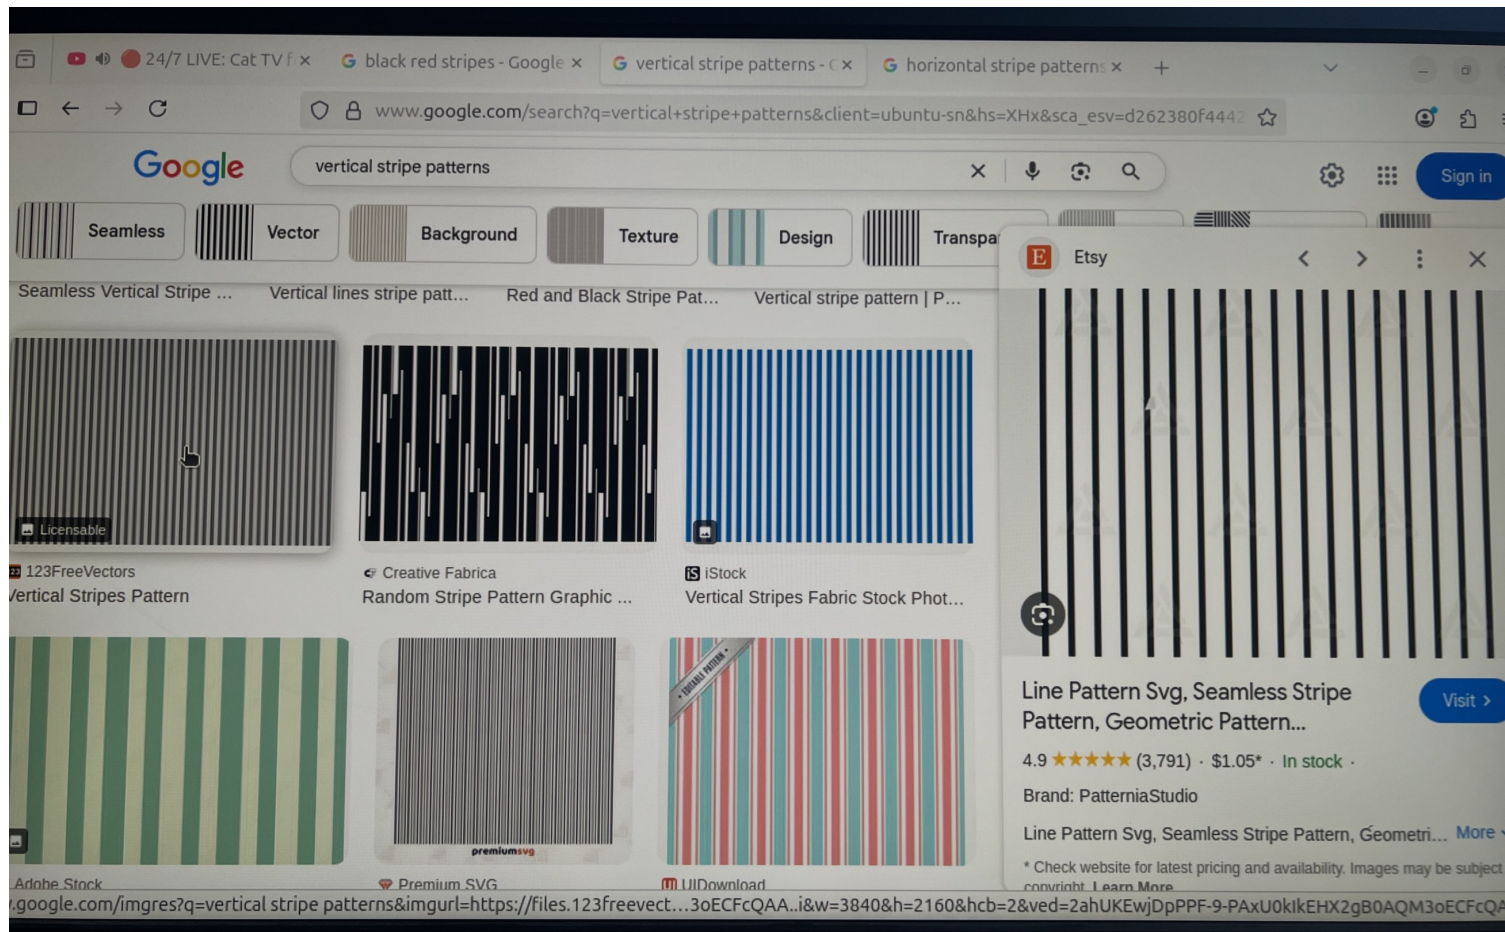 24/7 LIVE: Cat TV f
black red stripes - Google
vertical stripe patterns - G
horizontal stripe patterns
www.google.com/search?q=vertical+stripe+patterns&client=ubuntu-sn&hs=XHx&sca_esv=d262380f4442
Google
vertical stripe patterns
Sign in
Seamless
Vector
Background
Texture
Design
Transpa
Seamless Vertical Stripe ...
Vertical lines stripe patt...
Red and Black Stripe Pat...
Vertical stripe pattern | P...
Licensable
123FreeVectors
Vertical Stripes Pattern
Creative Fabrica
Random Stripe Pattern Graphic ...
iS iStock
Vertical Stripes Fabric Stock Phot...
Adobe Stock
premiumsvg
Premium SVG
• EDITABLE PATTERN •
UIDownload
E Etsy
Line Pattern Svg, Seamless Stripe
Pattern, Geometric Pattern...
Visit
4.9 ★★★★★ (3,791) · $1.05* · In stock ·
Brand: PatterniaStudio
Line Pattern Svg, Seamless Stripe Pattern, Geometri... More
* Check website for latest pricing and availability. Images may be subject
copyright. Learn More
.google.com/imgres?q=vertical stripe patterns&imgurl=https://files.123freevect...3oECFcQAA..i&w=3840&h=2160&hcb=2&ved=2ahUKEwjDpPPF-9-PAxU0kIkEHX2gB0AQM3oECFcQA